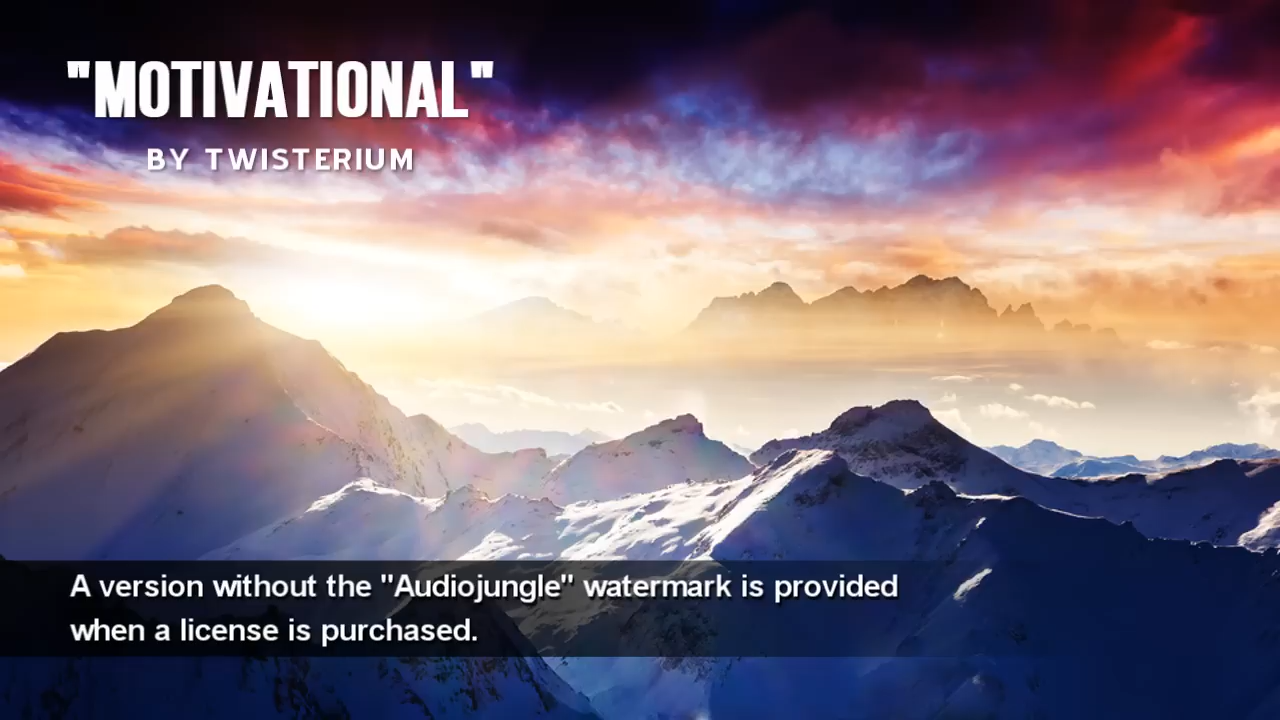 "MOTIVATIONAL"
BY TWISTERIUM
A version without the "Audiojungle" watermark is provided
when a license is purchased.